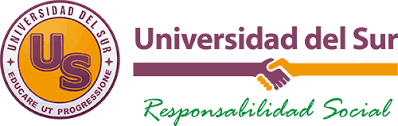 UNIVERSIDAD DEL SUR
US
EDUCARE UT PROGRESSIONE
Universidad del Sur
Responsabilidad Social